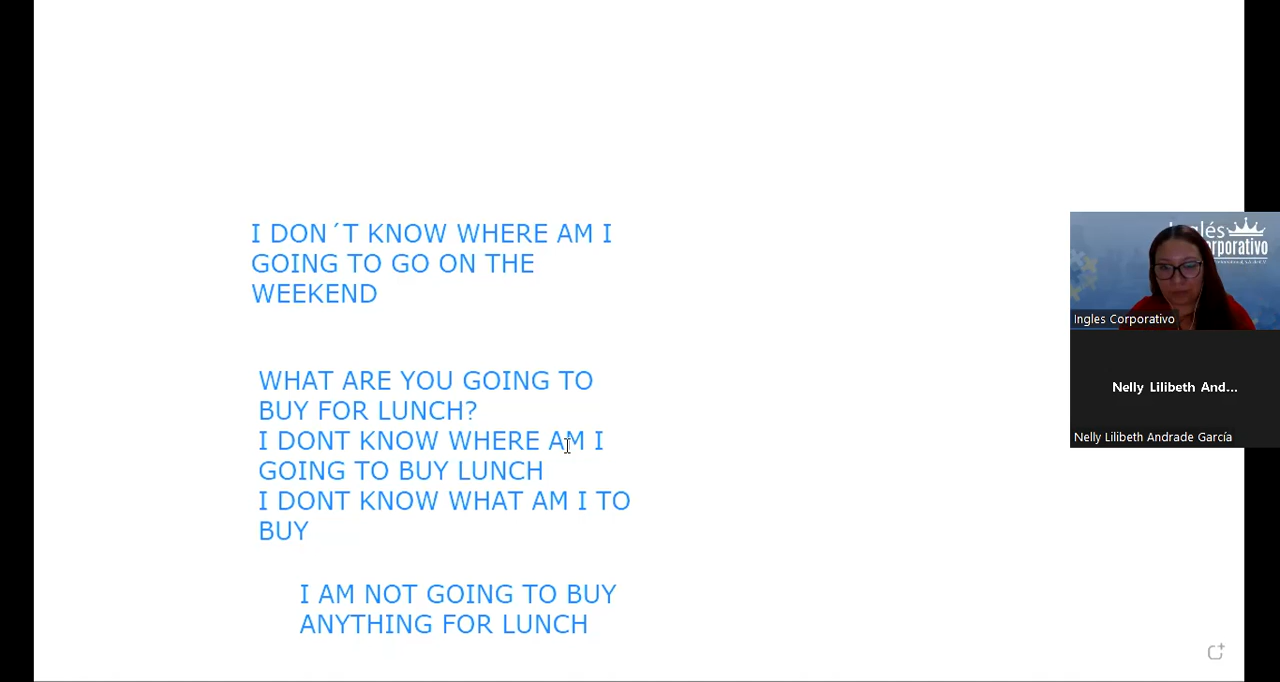 I DON´T KNOW WHERE AM I
GOING TO GO ON THE
WEEKEND
WHAT ARE YOU GOING TO
BUY FOR LUNCH?
I DONT KNOW WHERE AM I
GOING TO BUY LUNCH
I DONT KNOW WHAT AM I TO
BUY
I AM NOT GOING TO BUY
ANYTHING FOR LUNCH
Inglés
Ingles Corporativo
Nelly Lilibeth And...
Nelly Lilibeth Andrade García